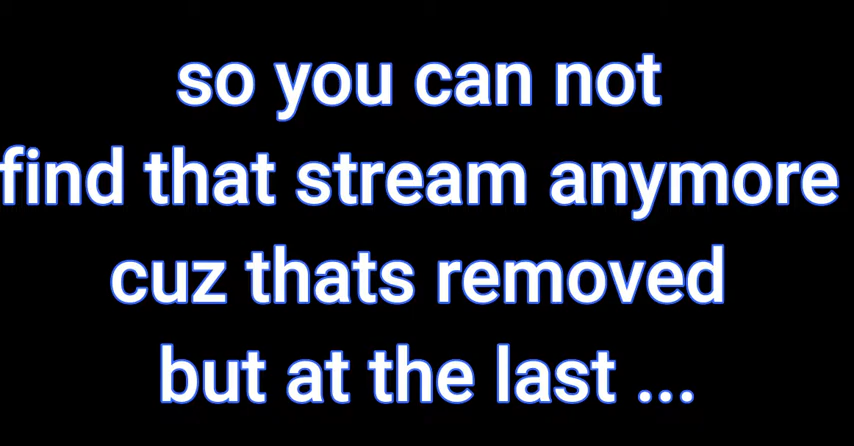 so you can not
find that stream anymore
cuz thats removed
but at the last ...